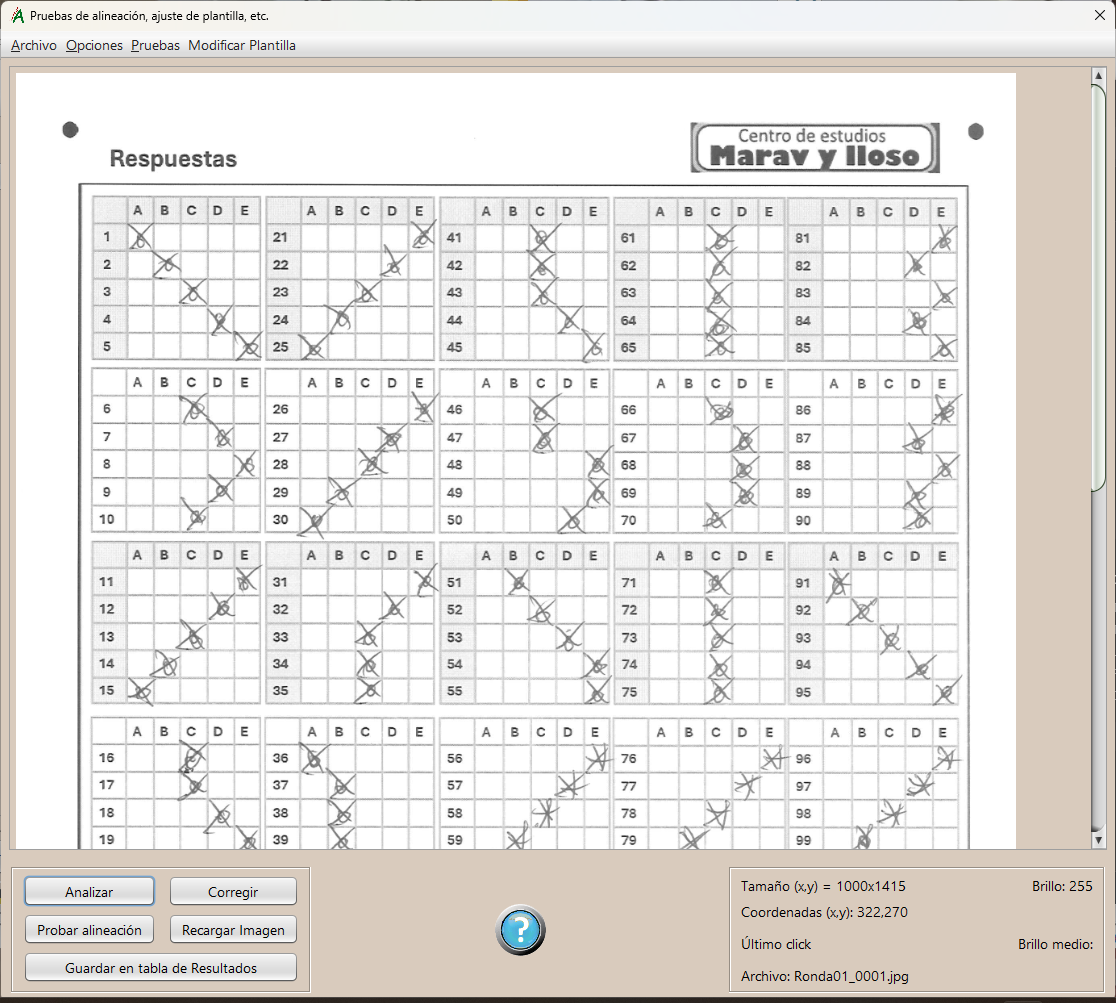 Pruebas de alineación, ajuste de plantilla, etc.
Archivo Opciones Pruebas Modificar Plantilla
Respuestas
Centro de estudios
Marav y lloso
A B C D E A B C D E A B C D E A B C D E A B C D E
1 21 41 61 81
2 22 42 62 82
3 23 43 63 83
4 24 44 64 84
5 25 45 65 85
A B C D E A B C D E A B C D E A B C D E A B C D E
6 26 46 66 86
7 27 47 67 87
8 28 48 68 88
9 29 49 69 89
10 30 50 70 90
A B C D E A B C D E A B C D E A B C D E A B C D E
11 31 51 71 91
12 32 52 72 92
13 33 53 73 93
14 34 54 74 94
15 35 55 75 95
A B C D E A B C D E A B C D E A B C D E A B C D E
16 36 56 76 96
17 37 57 77 97
18 38 58 78 98
19 39 59 79 99
Analizar Corregir
Probar alineación Recargar Imagen
Guardar en tabla de Resultados
?
Tamaño (x,y) = 1000x1415 Brillo: 255
Coordenadas (x,y): 322,270
Último click Brillo medio:
Archivo: Ronda01_0001.jpg